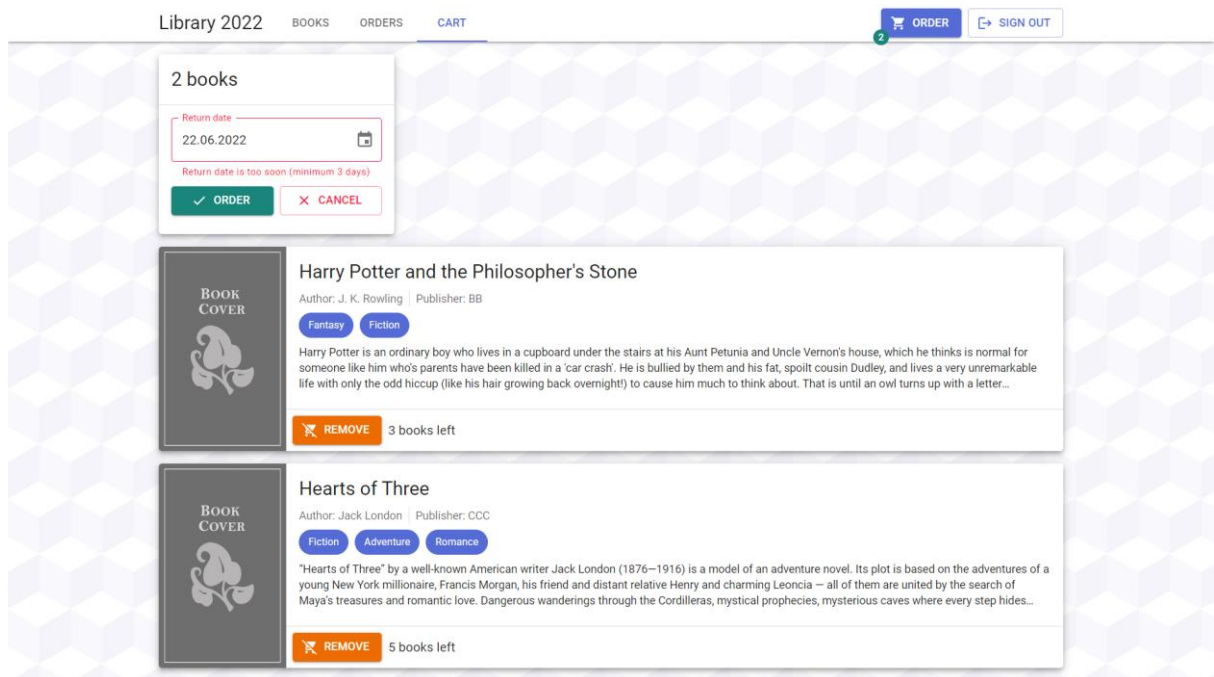 Library 2022 BOOKS ORDERS CART ORDER SIGN OUT
2
2 books
Return date
22.06.2022
Return date is too soon (minimum 3 days)
ORDER CANCEL
BOOK
COVER
Harry Potter and the Philosopher's Stone
Author: J. K. Rowling Publisher: BB
Fantasy Fiction
Harry Potter is an ordinary boy who lives in a cupboard under the stairs at his Aunt Petunia and Uncle Vernon's house, which he thinks is normal for
someone like him who's parents have been killed in a 'car crash'. He is bullied by them and his fat, spoilt cousin Dudley, and lives a very unremarkable
life with only the odd hiccup (like his hair growing back overnight!) to cause him much to think about. That is until an owl turns up with a letter...
REMOVE 3 books left
BOOK
COVER
Hearts of Three
Author: Jack London Publisher: CCC
Fiction Adventure Romance
"Hearts of Three" by a well-known American writer Jack London (1876—1916) is a model of an adventure novel. Its plot is based on the adventures of a
young New York millionaire, Francis Morgan, his friend and distant relative Henry and charming Leoncia — all of them are united by the search of
Maya's treasures and romantic love. Dangerous wanderings through the Cordilleras, mystical prophecies, mysterious caves where every step hides...
REMOVE 5 books left